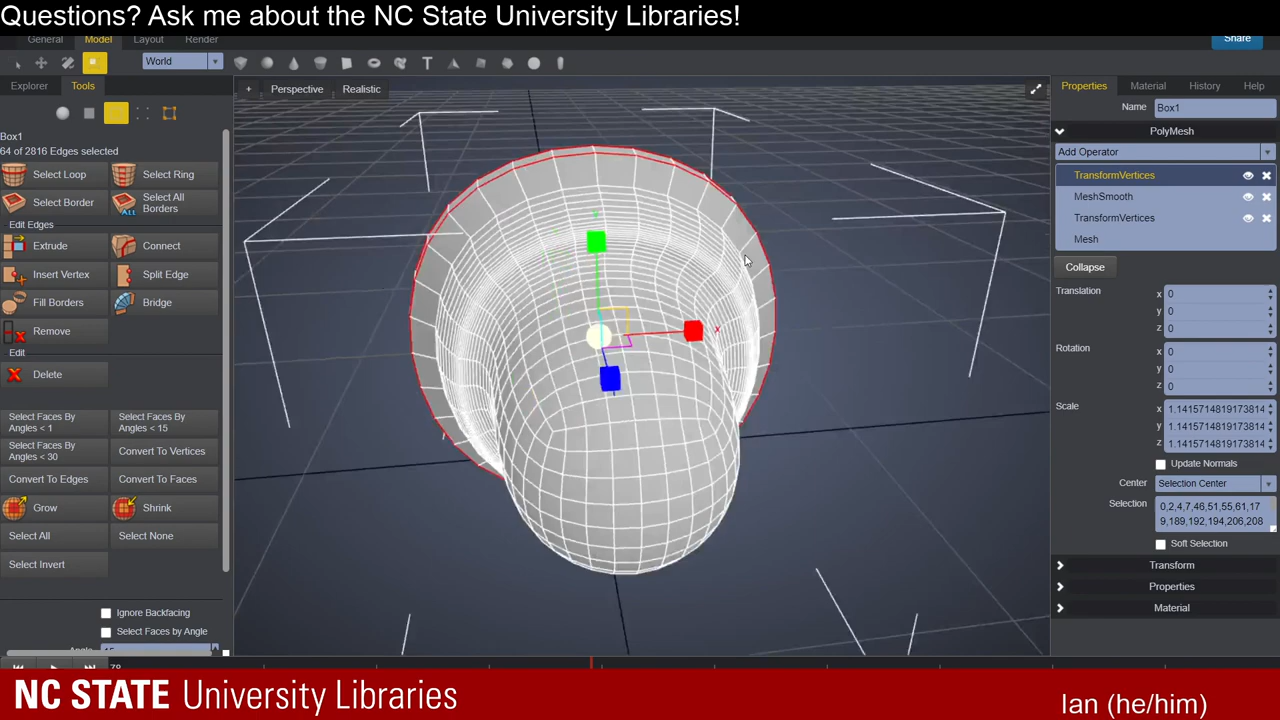 Questions? Ask me about the NC State University Libraries!
General Model Layout Render
Share
World
Explorer Tools
Perspective Realistic
Properties Material History Help
Name Box1
PolyMesh
Add Operator
TransformVertices
MeshSmooth
TransformVertices
Mesh
Collapse
Translation x 0
y 0
z 0
Rotation x 0
y 0
z 0
Scale x 1.1415714819173814
y 1.1415714819173814
z 1.1415714819173814
Update Normals
Center Selection Center
Selection 0,2,4,7,46,51,55,61,17
9,189,192,194,206,208
Soft Selection
Transform
Properties
Material
Box1
64 of 2816 Edges selected
Select Loop Select Ring
Select Border Select All Borders
Edit Edges
Extrude Connect
Insert Vertex Split Edge
Fill Borders Bridge
Remove
Edit
Delete
Select Faces By Angles < 1 Select Faces By Angles < 15
Select Faces By Angles < 30 Convert To Vertices
Convert To Edges Convert To Faces
Grow Shrink
Select All Select None
Select Invert
Ignore Backfacing
Select Faces by Angle
x
78
NC STATE University Libraries
Ian (he/him)